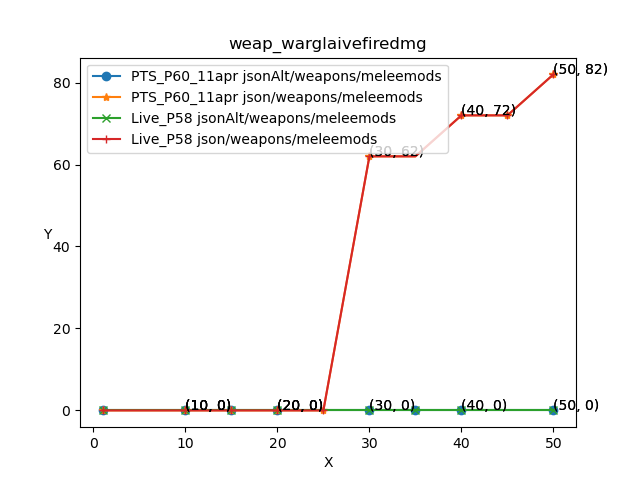 weap_warglaivefiredmg
PTS_P60_11apr jsonAlt/weapons/meleemods
PTS_P60_11apr json/weapons/meleemods
Live_P58 jsonAlt/weapons/meleemods
Live_P58 json/weapons/meleemods
(50, 82)
(40, 72)
(30, 62)
(10, 0)
(20, 0)
(30, 0)
(40, 0)
(50, 0)
80
60
40
20
0
Y
0
10
20
30
40
50
X